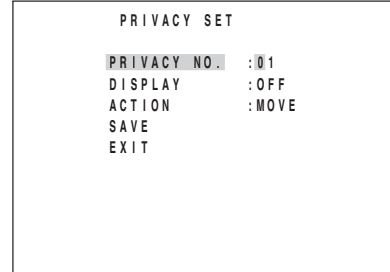 PRIVACY SET
PRIVACY NO. :01
DISPLAY :OFF
ACTION :MOVE
SAVE
EXIT